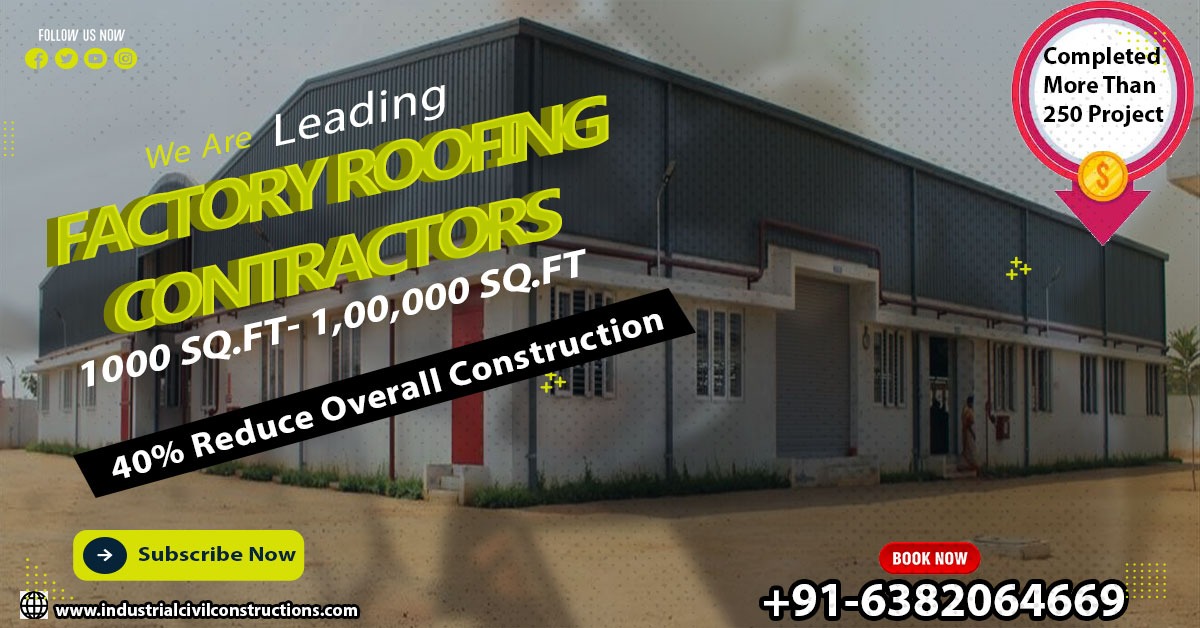 FOLLOW US NOW
Completed
More Than
250 Project
We Are Leading
FACTORY ROOFING
CONTRACTORS
1000 SQ.FT- 1,00,000 SQ.FT
40% Reduce Overall Construction
Subscribe Now
BOOK NOW
www.industrialcivilconstructions.com
+91-6382064669